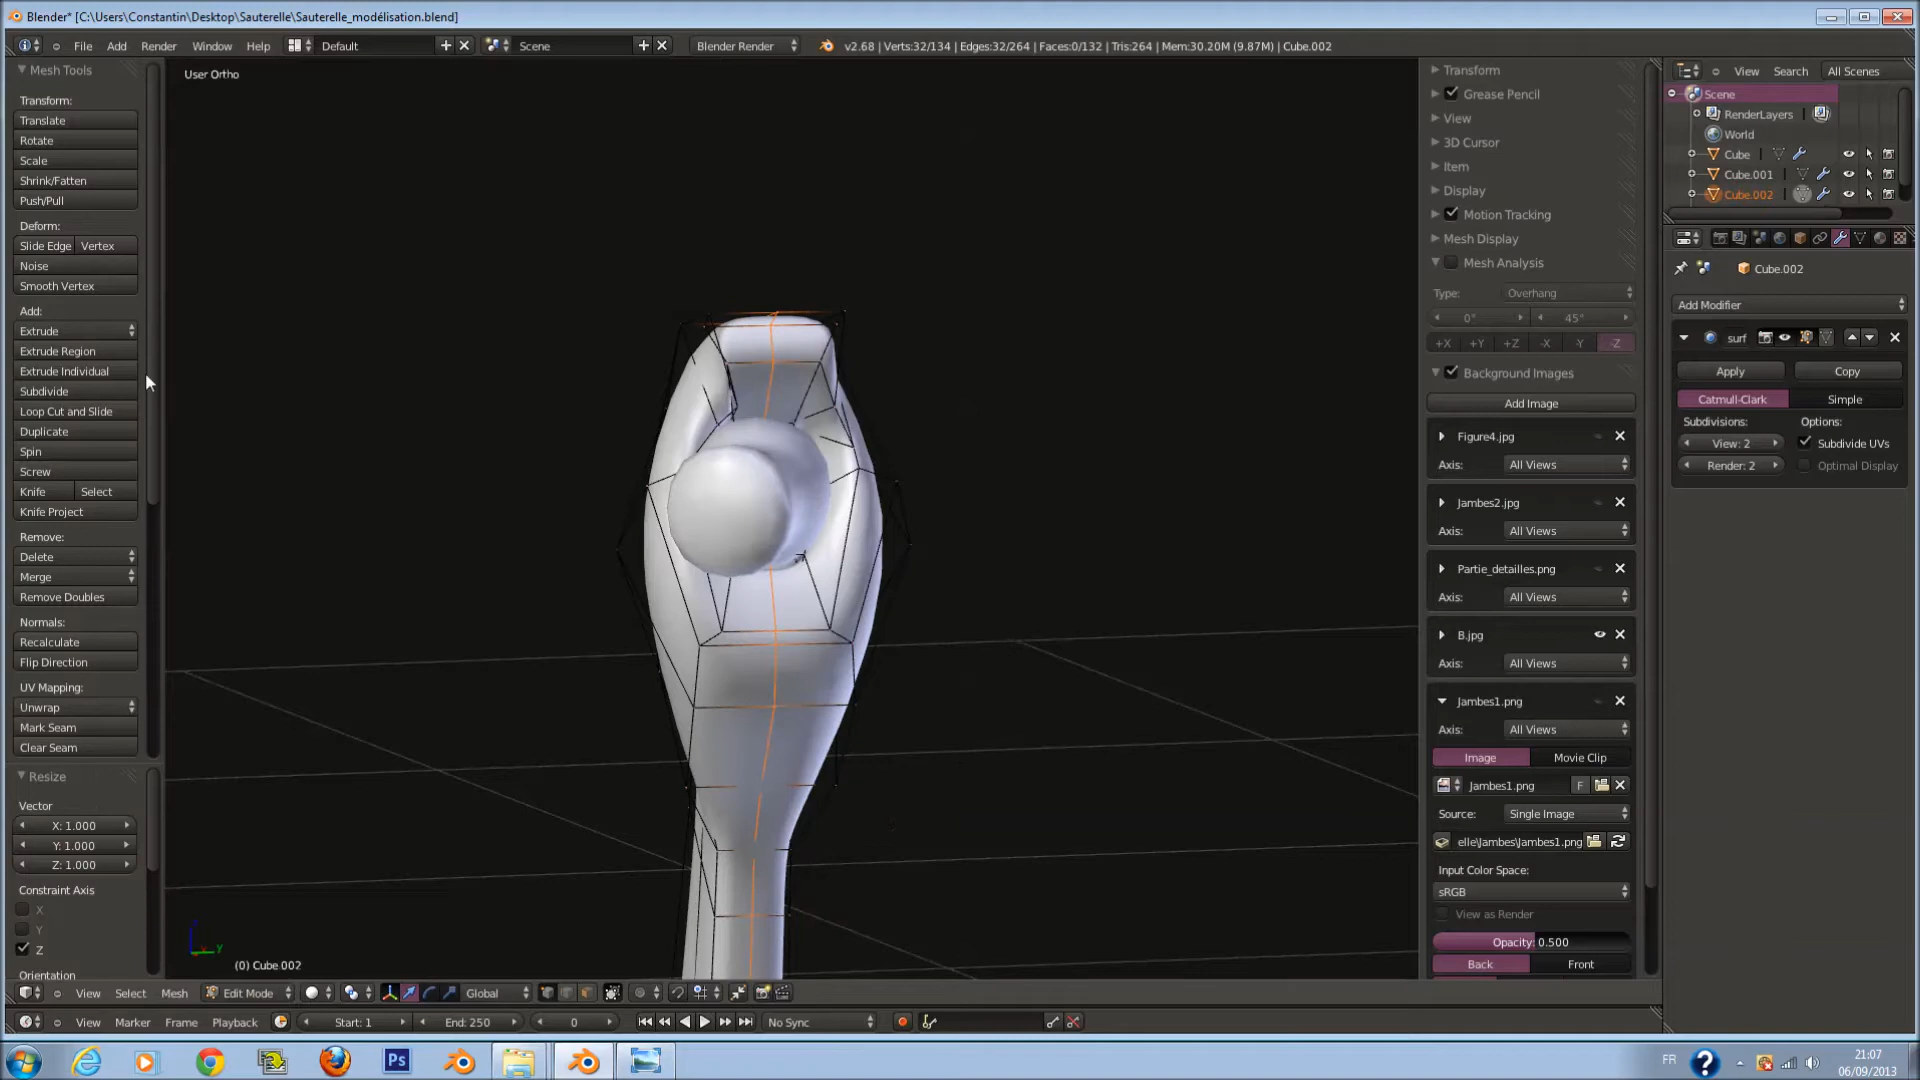 Blender* [C:\Users\Constantin\Desktop\Sauterelle\Sauterelle_modélisation.blend]
File Add Render Window Help Default Scene Blender Render v2.68 | Verts:32/134 | Edges:32/264 | Faces:0/132 | Tris:264 | Mem:30.20M (9.87M) | Cube.002
Mesh Tools
Transform:
Translate
Rotate
Scale
Shrink/Fatten
Push/Pull
Deform:
Slide Edge Vertex
Noise
Smooth Vertex
Add:
Extrude
Extrude Region
Extrude Individual
Subdivide
Loop Cut and Slide
Duplicate
Spin
Screw
Knife Select
Knife Project
Remove:
Delete
Merge
Remove Doubles
Normals:
Recalculate
Flip Direction
UV Mapping:
Unwrap
Mark Seam
Clear Seam
Resize
Vector
X: 1.000
Y: 1.000
Z: 1.000
Constraint Axis
X
Y
Z
Orientation
User Ortho
(0) Cube.002
Transform
Grease Pencil
View
3D Cursor
Item
Display
Motion Tracking
Mesh Display
Mesh Analysis
Type: Overhang
0° 45°
+X +Y +Z -X -Y -Z
Background Images
Add Image
Figure4.jpg
Axis: All Views
Jambes2.jpg
Axis: All Views
Partie_detailles.png
Axis: All Views
B.jpg
Axis: All Views
Jambes1.png
Axis: All Views
Image Movie Clip
Jambes1.png F
Source: Single Image
elle\Jambes\Jambes1.png
Input Color Space:
sRGB
View as Render
Opacity: 0.500
Back Front
View Search All Scenes
Scene
RenderLayers
World
Cube
Cube.001
Cube.002
Cube.002
Add Modifier
surf
Apply Copy
Catmull-Clark Simple
Subdivisions: Options:
View: 2 Subdivide UVs
Render: 2 Optimal Display
View Select Mesh Edit Mode Global
View Marker Frame Playback Start: 1 End: 250 0 No Sync
Ps
FR
21:07
06/09/2013